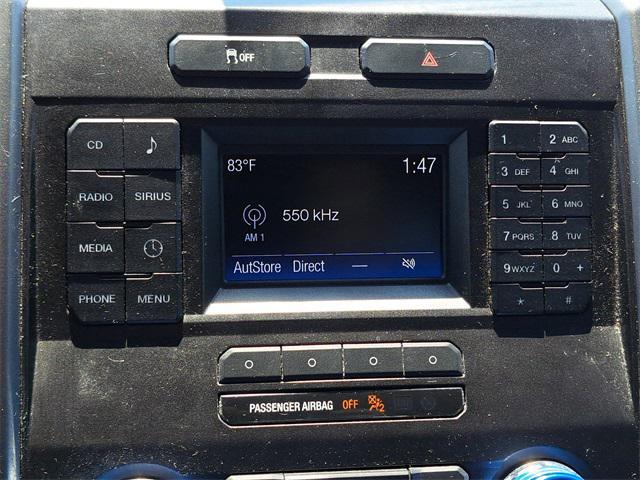 OFF
CD
RADIO SIRIUS
MEDIA
PHONE MENU
83°F 1:47
550 kHz
AM 1
AutStore Direct —
1 2 ABC
3 DEF 4 GHI
5 JKL 6 MNO
7 PQRS 8 TUV
9 WXYZ 0 +
* #
PASSENGER AIRBAG OFF 2